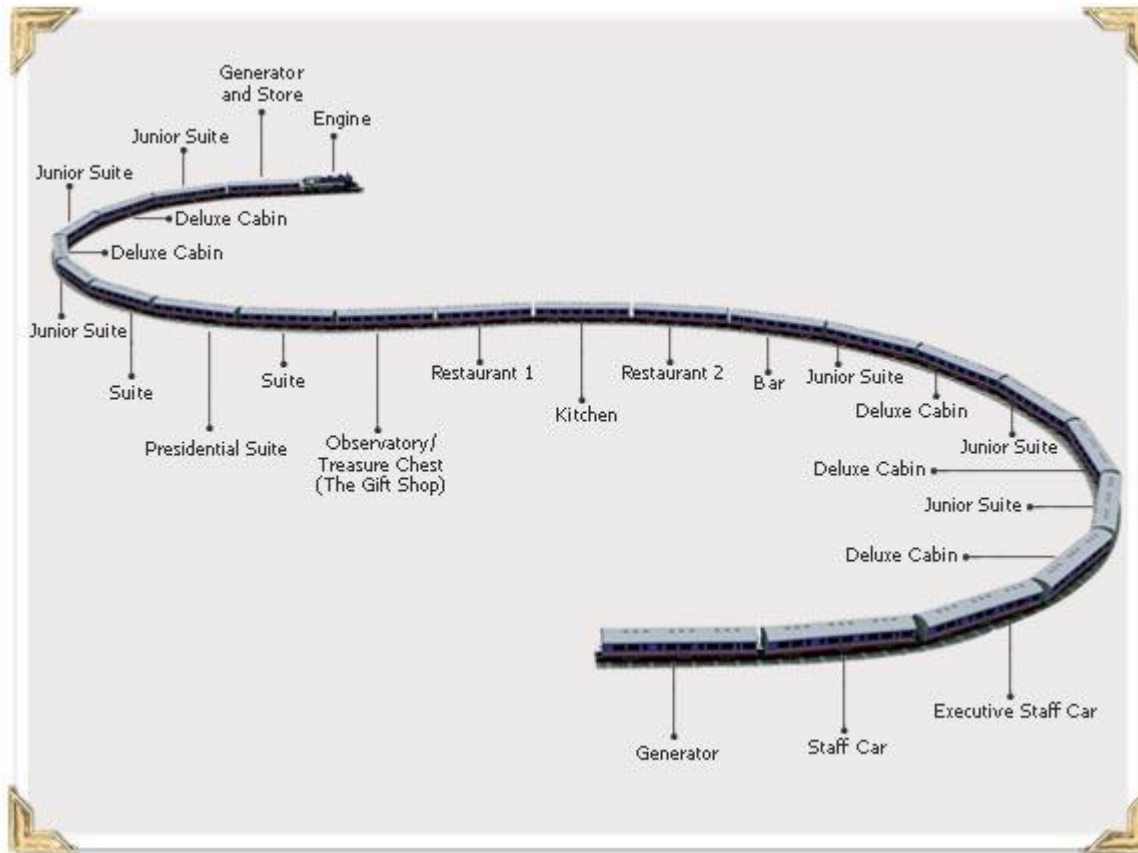 Generator
and Store
Engine
Junior Suite
Junior Suite
Deluxe Cabin
Deluxe Cabin
Junior Suite
Suite
Presidential Suite
Suite
Observatory/
Treasure Chest
(The Gift Shop)
Restaurant 1
Kitchen
Restaurant 2
Bar
Junior Suite
Deluxe Cabin
Junior Suite
Deluxe Cabin
Junior Suite
Deluxe Cabin
Executive Staff Car
Staff Car
Generator